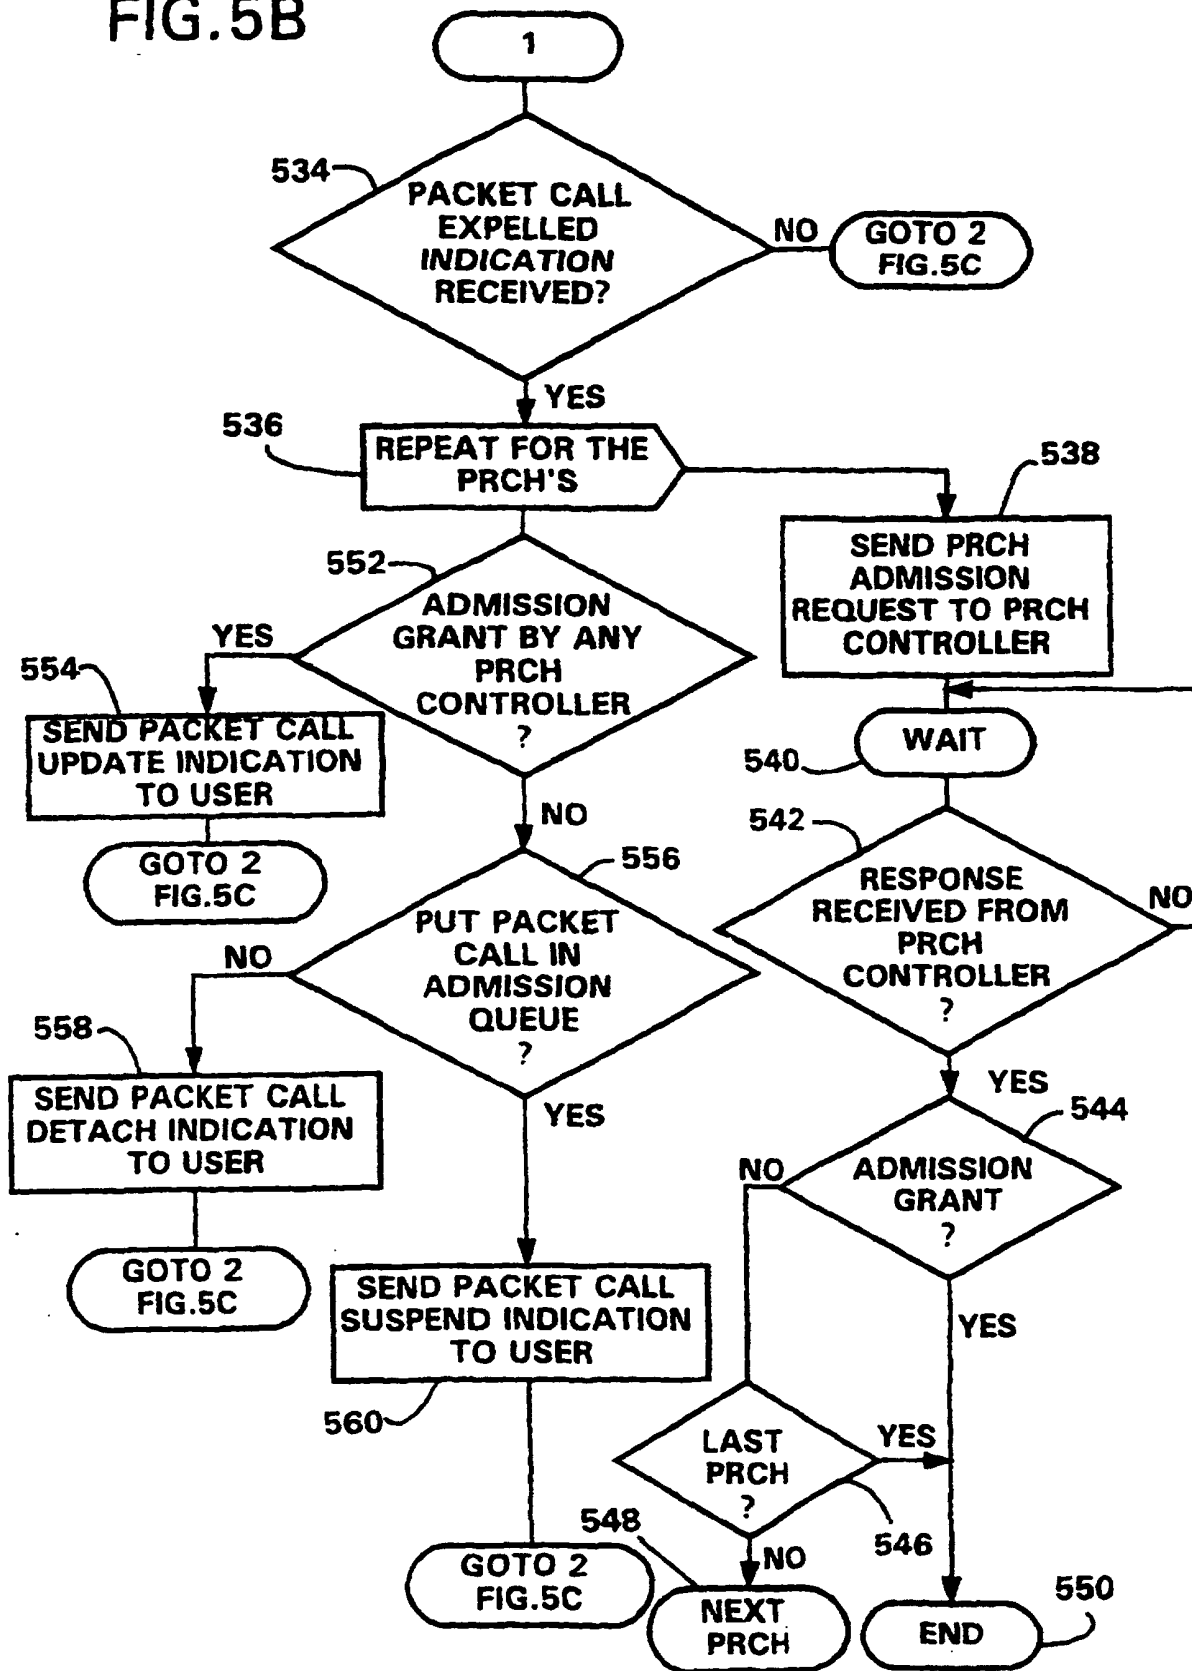 FIG.5B
1
534
PACKET CALL
EXPELLED
INDICATION
RECEIVED?
NO
GOTO 2
FIG.5C
YES
536
REPEAT FOR THE
PRCH'S
538
SEND PRCH
ADMISSION
REQUEST TO PRCH
CONTROLLER
552
ADMISSION
GRANT BY ANY
PRCH
CONTROLLER
?
YES
554
SEND PACKET CALL
UPDATE INDICATION
TO USER
GOTO 2
FIG.5C
NO
WAIT
540
542
RESPONSE
RECEIVED FROM
PRCH
CONTROLLER
?
NO
YES
556
PUT PACKET
CALL IN
ADMISSION
QUEUE
?
NO
558
SEND PACKET CALL
DETACH INDICATION
TO USER
GOTO 2
FIG.5C
YES
SEND PACKET CALL
SUSPEND INDICATION
TO USER
560
GOTO 2
FIG.5C
544
ADMISSION
GRANT
?
NO
YES
LAST
PRCH
?
YES
546
NO
548
NEXT
PRCH
END
550